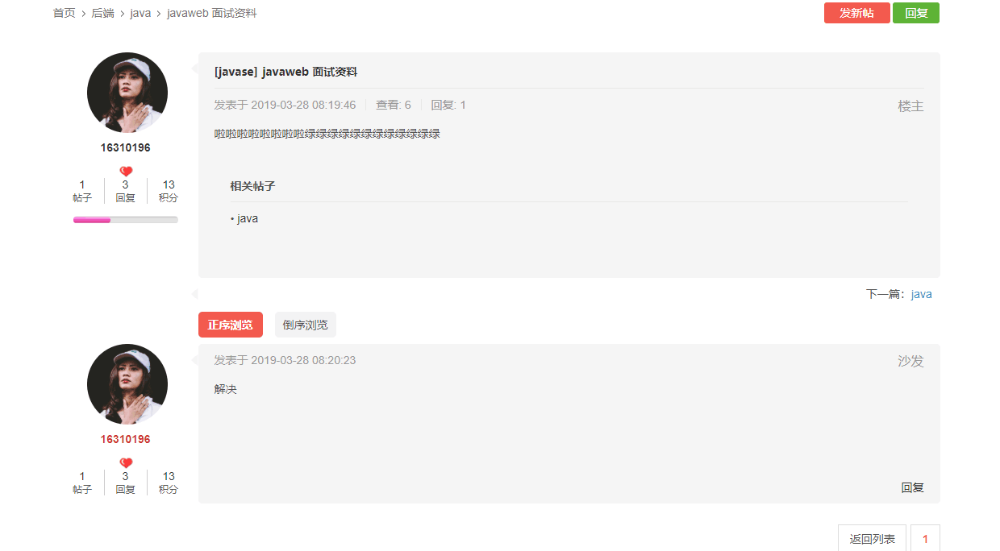 首页 > 后端 > java > javaweb 面试资料
发新帖 回复
[javase] javaweb 面试资料
发表于 2019-03-28 08:19:46 查看: 6 回复: 1
楼主
啦啦啦啦啦啦啦啦绿绿绿绿绿绿绿绿绿绿绿绿
16310196
1 3 13
帖子 回复 积分
相关帖子
• java
下一篇：java
正序浏览 倒序浏览
发表于 2019-03-28 08:20:23
沙发
解决
16310196
1 3 13
帖子 回复 积分
回复
返回列表 1